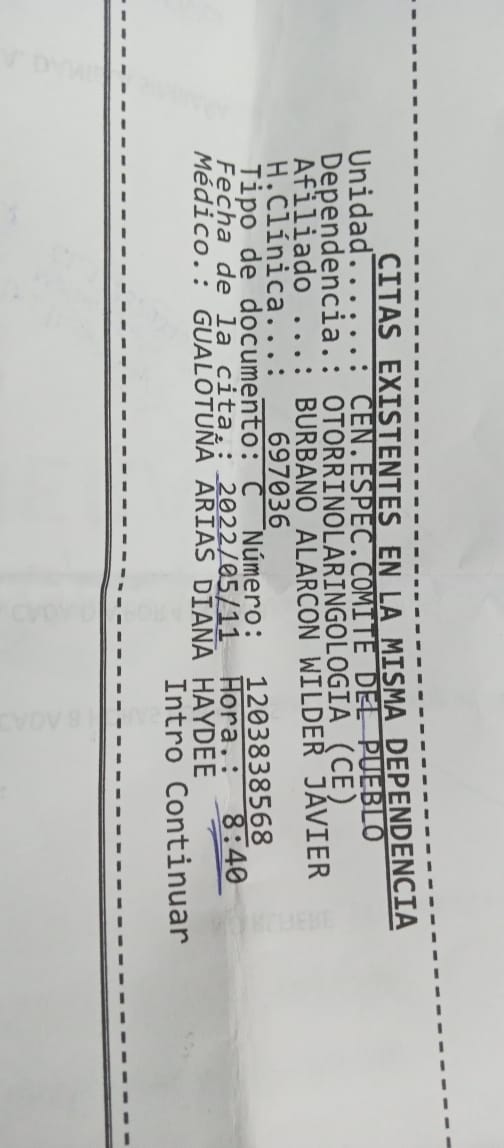 CITAS EXISTENTES EN LA MISMA DEPENDENCIA
Unidad.......: CEN.ESPEC.COMITE DEL PUEBLO
Dependencia.: OTORRINOLARINGOLOGIA (CE)
Afiliado ....: BURBANO ALARCON WILDER JAVIER
H.Clínica....: 697036
Tipo de documento: C Número: 1203838568
Fecha de la cita.: 2022/05/11 Hora.: 8:40
Médico.: GUALOTUÑA ARIAS DIANA HAYDEE
Intro Continuar